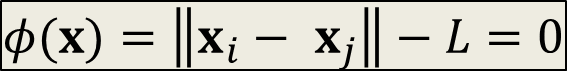 ϕ(𝐱) = ‖𝐱ᵢ − 𝐱ⱼ‖ − L = 0